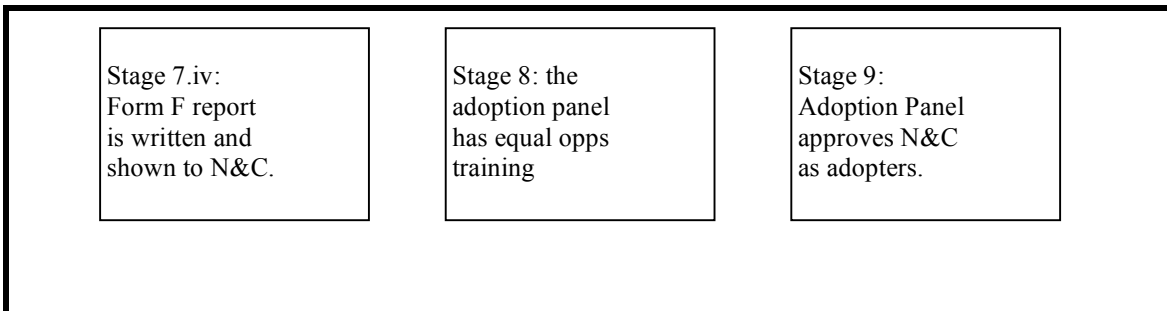 Stage 7.iv:
Form F report
is written and
shown to N&C.
Stage 8: the
adoption panel
has equal opps
training
Stage 9:
Adoption Panel
approves N&C
as adopters.